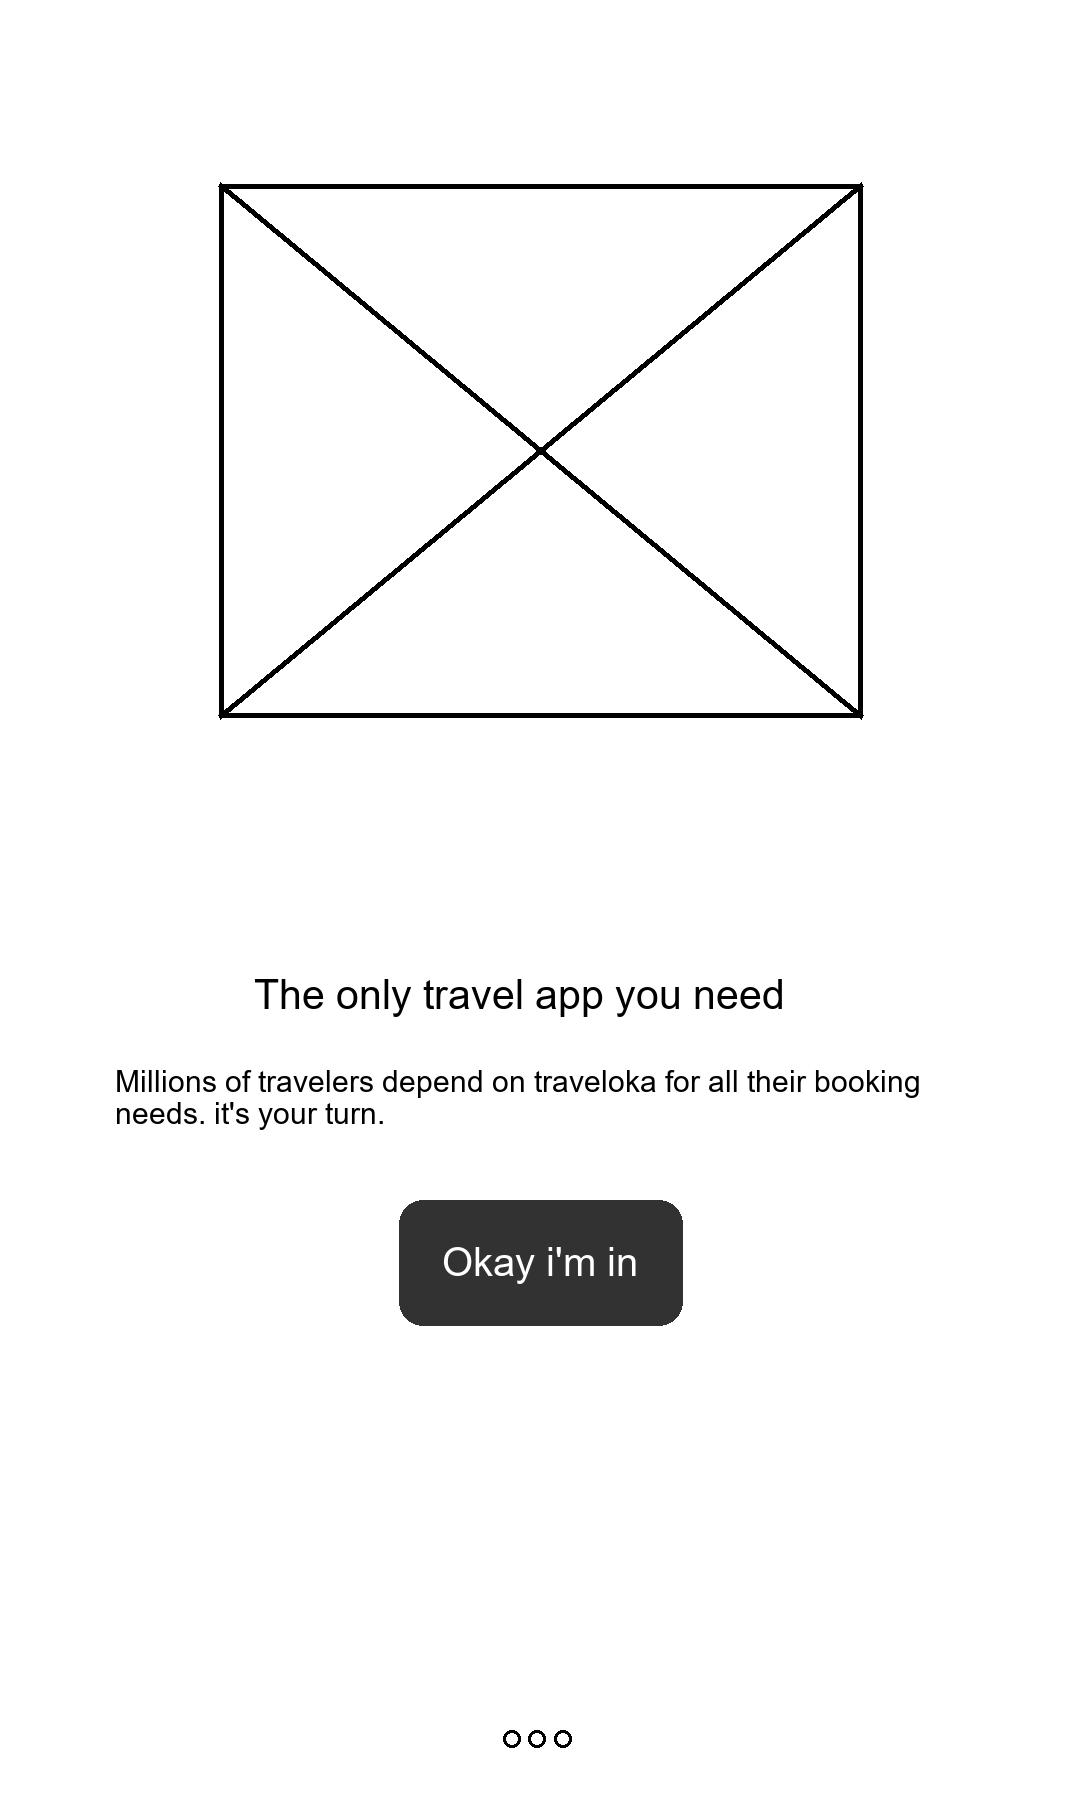 The only travel app you need
Millions of travelers depend on traveloka for all their booking
needs. it's your turn.
Okay i'm in